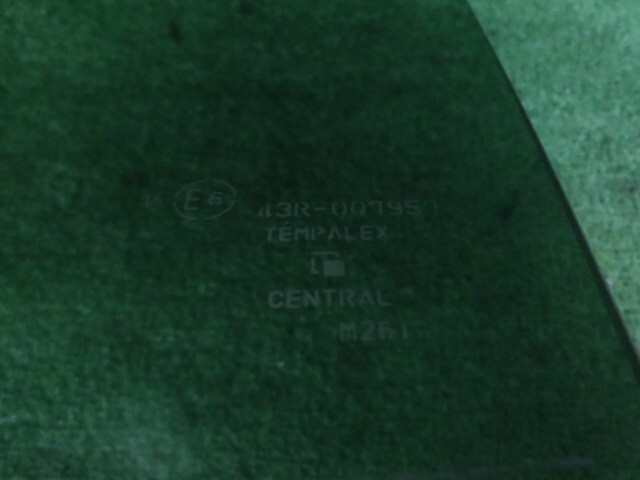 V E6 43R-00795
TEMPALEX
CENTRAL
M261